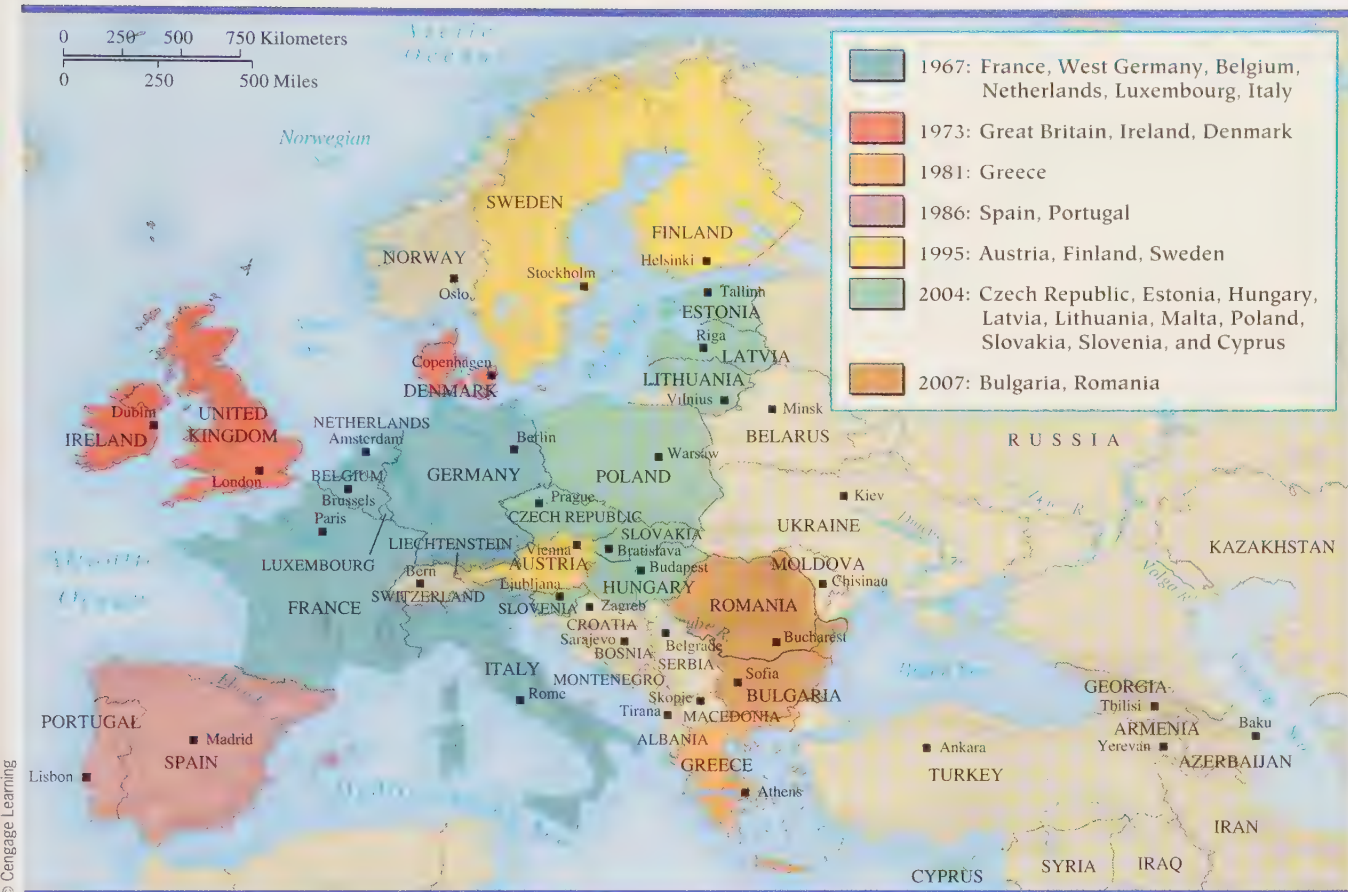 0 250 500 750 Kilometers
0 250 500 Miles
Arctic
Ocean
Norwegian
1967: France, West Germany, Belgium,
Netherlands, Luxembourg, Italy
1973: Great Britain, Ireland, Denmark
1981: Greece
1986: Spain, Portugal
1995: Austria, Finland, Sweden
2004: Czech Republic, Estonia, Hungary,
Latvia, Lithuania, Malta, Poland,
Slovakia, Slovenia, and Cyprus
2007: Bulgaria, Romania
SWEDEN
FINLAND
NORWAY
Helsinki
Stockholm
Oslo
Tallinn
ESTONIA
Riga
LATVIA
Copenhagen
DENMARK
LITHUANIA
Vilnius
Minsk
BELARUS
RUSSIA
Dublin
IRELAND
UNITED
KINGDOM
London
NETHERLANDS
Amsterdam
Berlin
GERMANY
Warsaw
POLAND
BELGIUM
Brussels
Paris
Prague
CZECH REPUBLIC
Kiev
UKRAINE
Don R.
KAZAKHSTAN
Volga R.
SLOVAKIA
LIECHTENSTEIN
Vienna
Bratislava
AUSTRIA
LUXEMBOURG
Budapest
HUNGARY
MOLDOVA
Chisinau
Bern
SWITZERLAND
Ljubljana
SLOVENIA
Zagreb
FRANCE
ROMANIA
CROATIA
Sarajevo
BOSNIA
Belgrade
SERBIA
Bucharest
ITALY
Rome
MONTENEGRO
Sofia
BULGARIA
Skopje
MACEDONIA
Tirana
ALBANIA
GREECE
Athens
Ebro R.
PORTUGAL
Madrid
SPAIN
Lisbon
GEORGIA
Tbilisi
ARMENIA
Yerevan
Baku
AZERBAIJAN
Ankara
TURKEY
IRAN
CYPRUS
SYRIA
IRAQ
© Cengage Learning